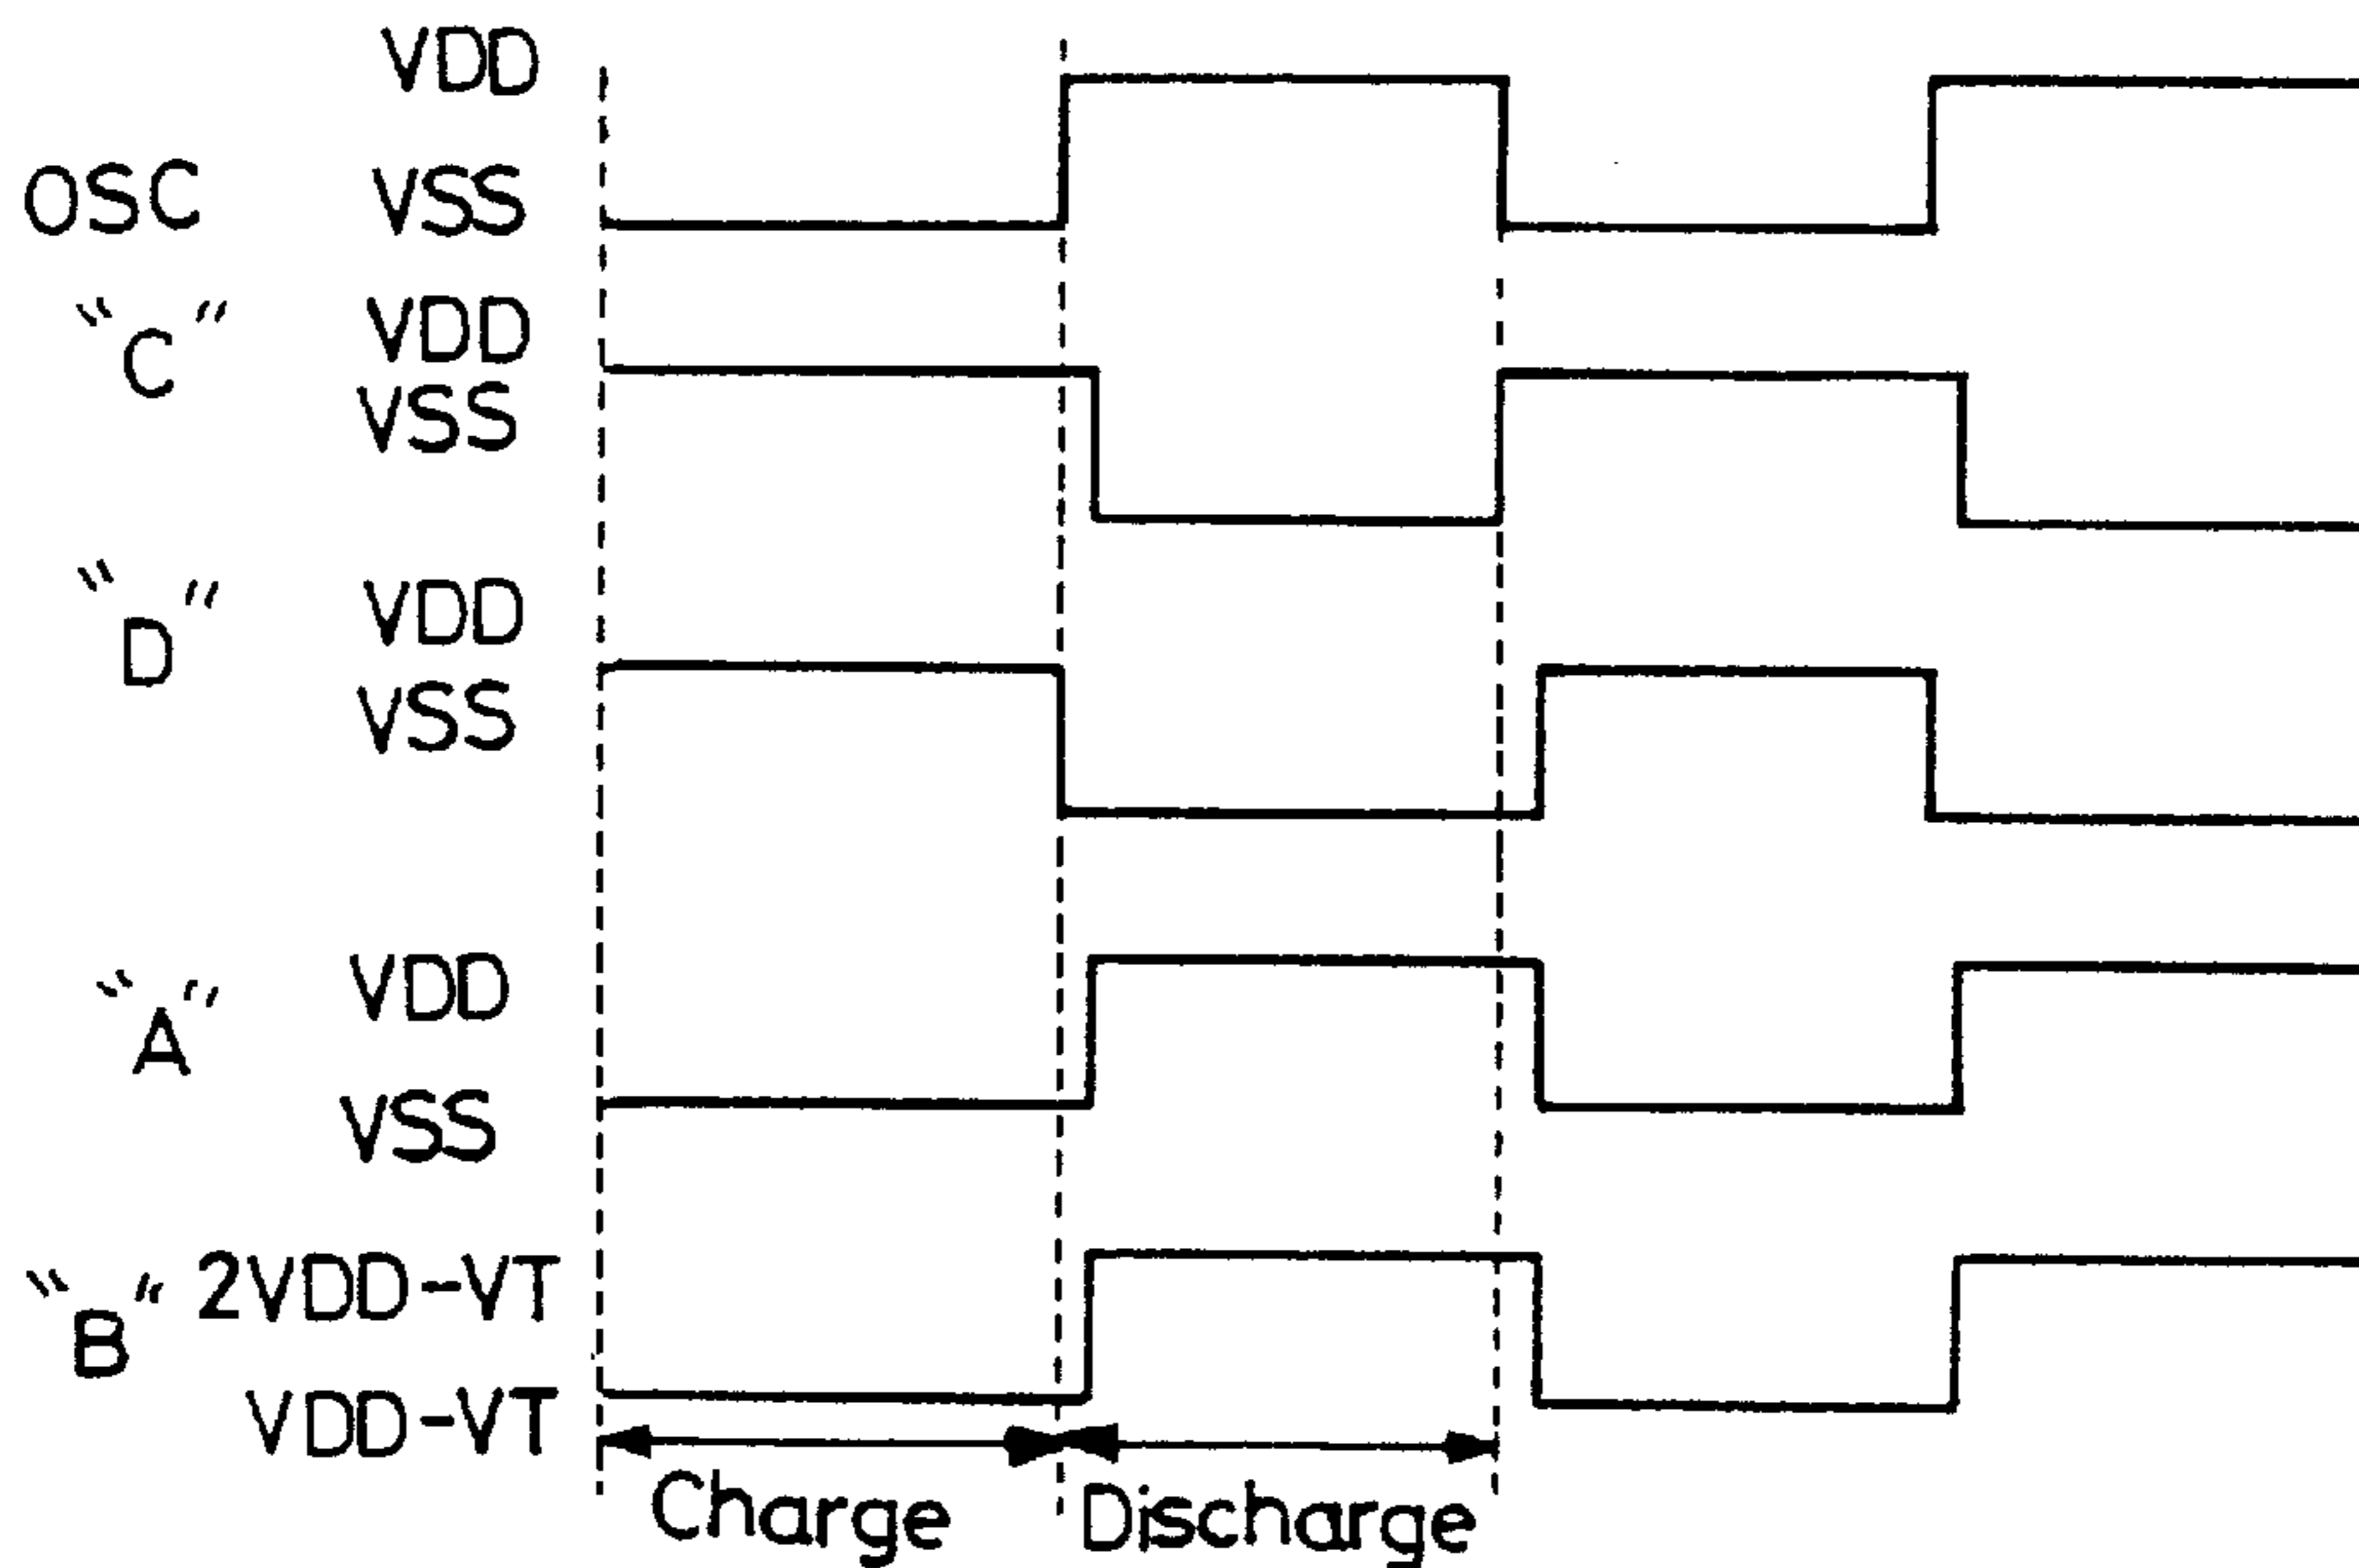 VDD
OSC VSS
"C" VDD
VSS
"D" VDD
VSS
"A" VDD
VSS
"B" 2VDD-VT
VDD-VT
Charge Discharge